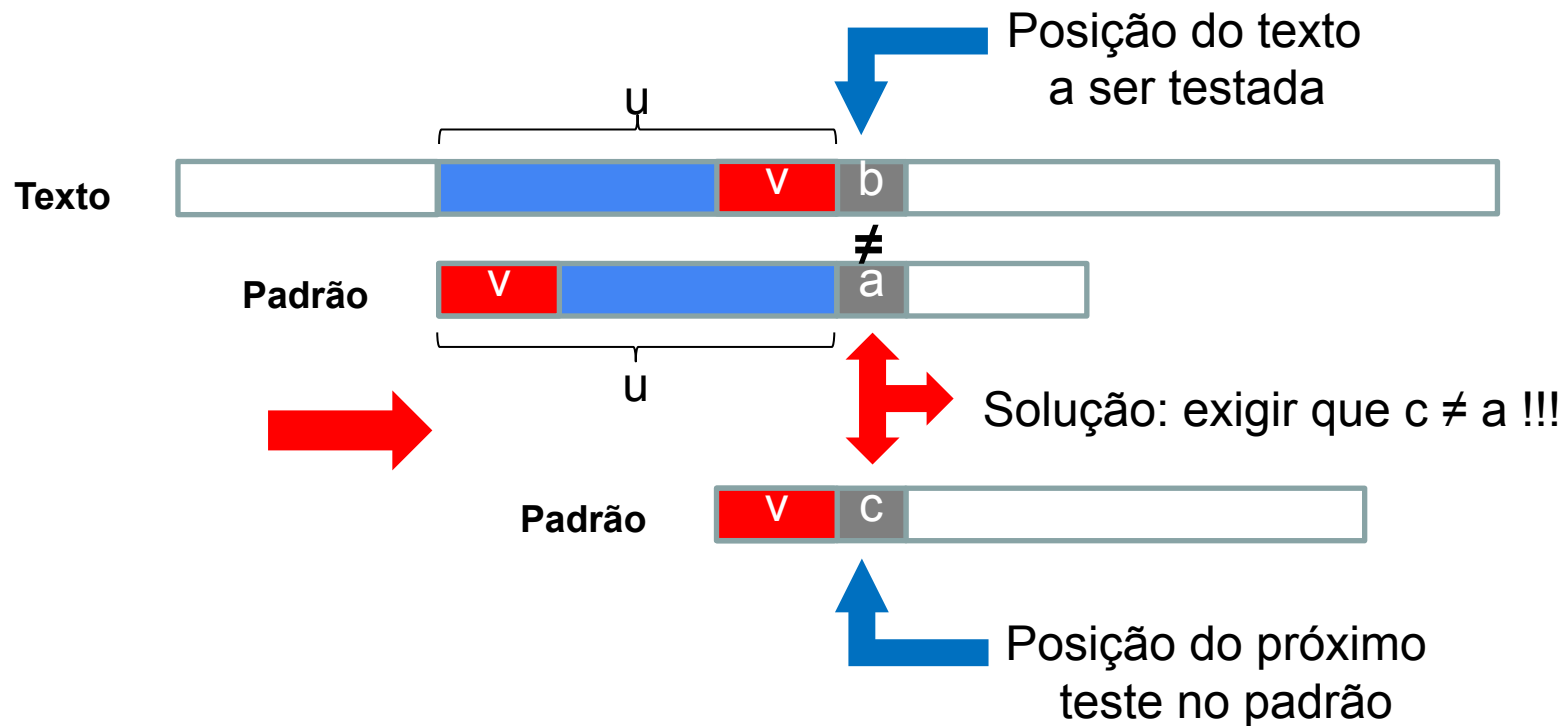 Posição do texto
a ser testada
u
Texto
v b
≠
Padrão
v a
u
Solução: exigir que c ≠ a !!!
Padrão
v c
Posição do próximo
teste no padrão